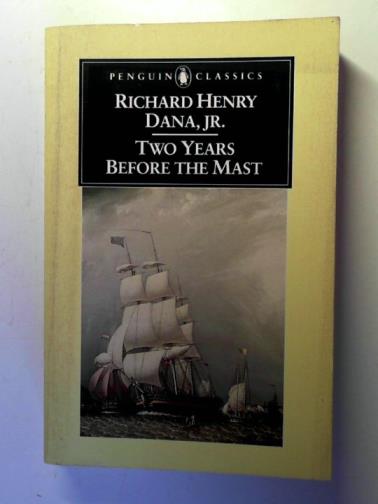 PENGUIN CLASSICS
RICHARD HENRY
DANA, JR.
TWO YEARS
BEFORE THE MAST